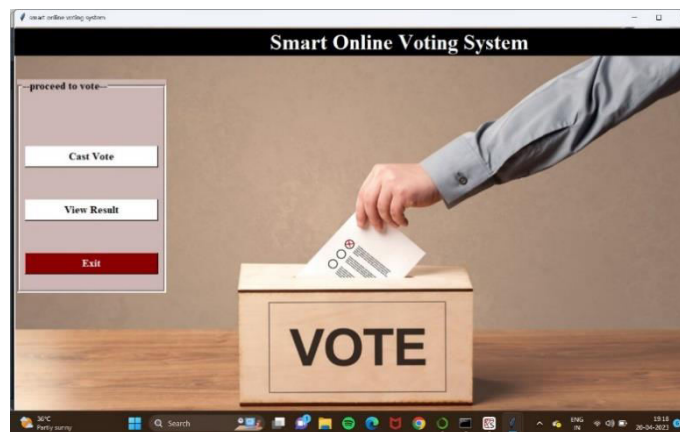 smart online voting system
Smart Online Voting System
--proceed to vote--
Cast Vote
View Result
Exit
VOTE
36°C
Partly sunny
Search
ENG
IN
19:18
20-04-2023